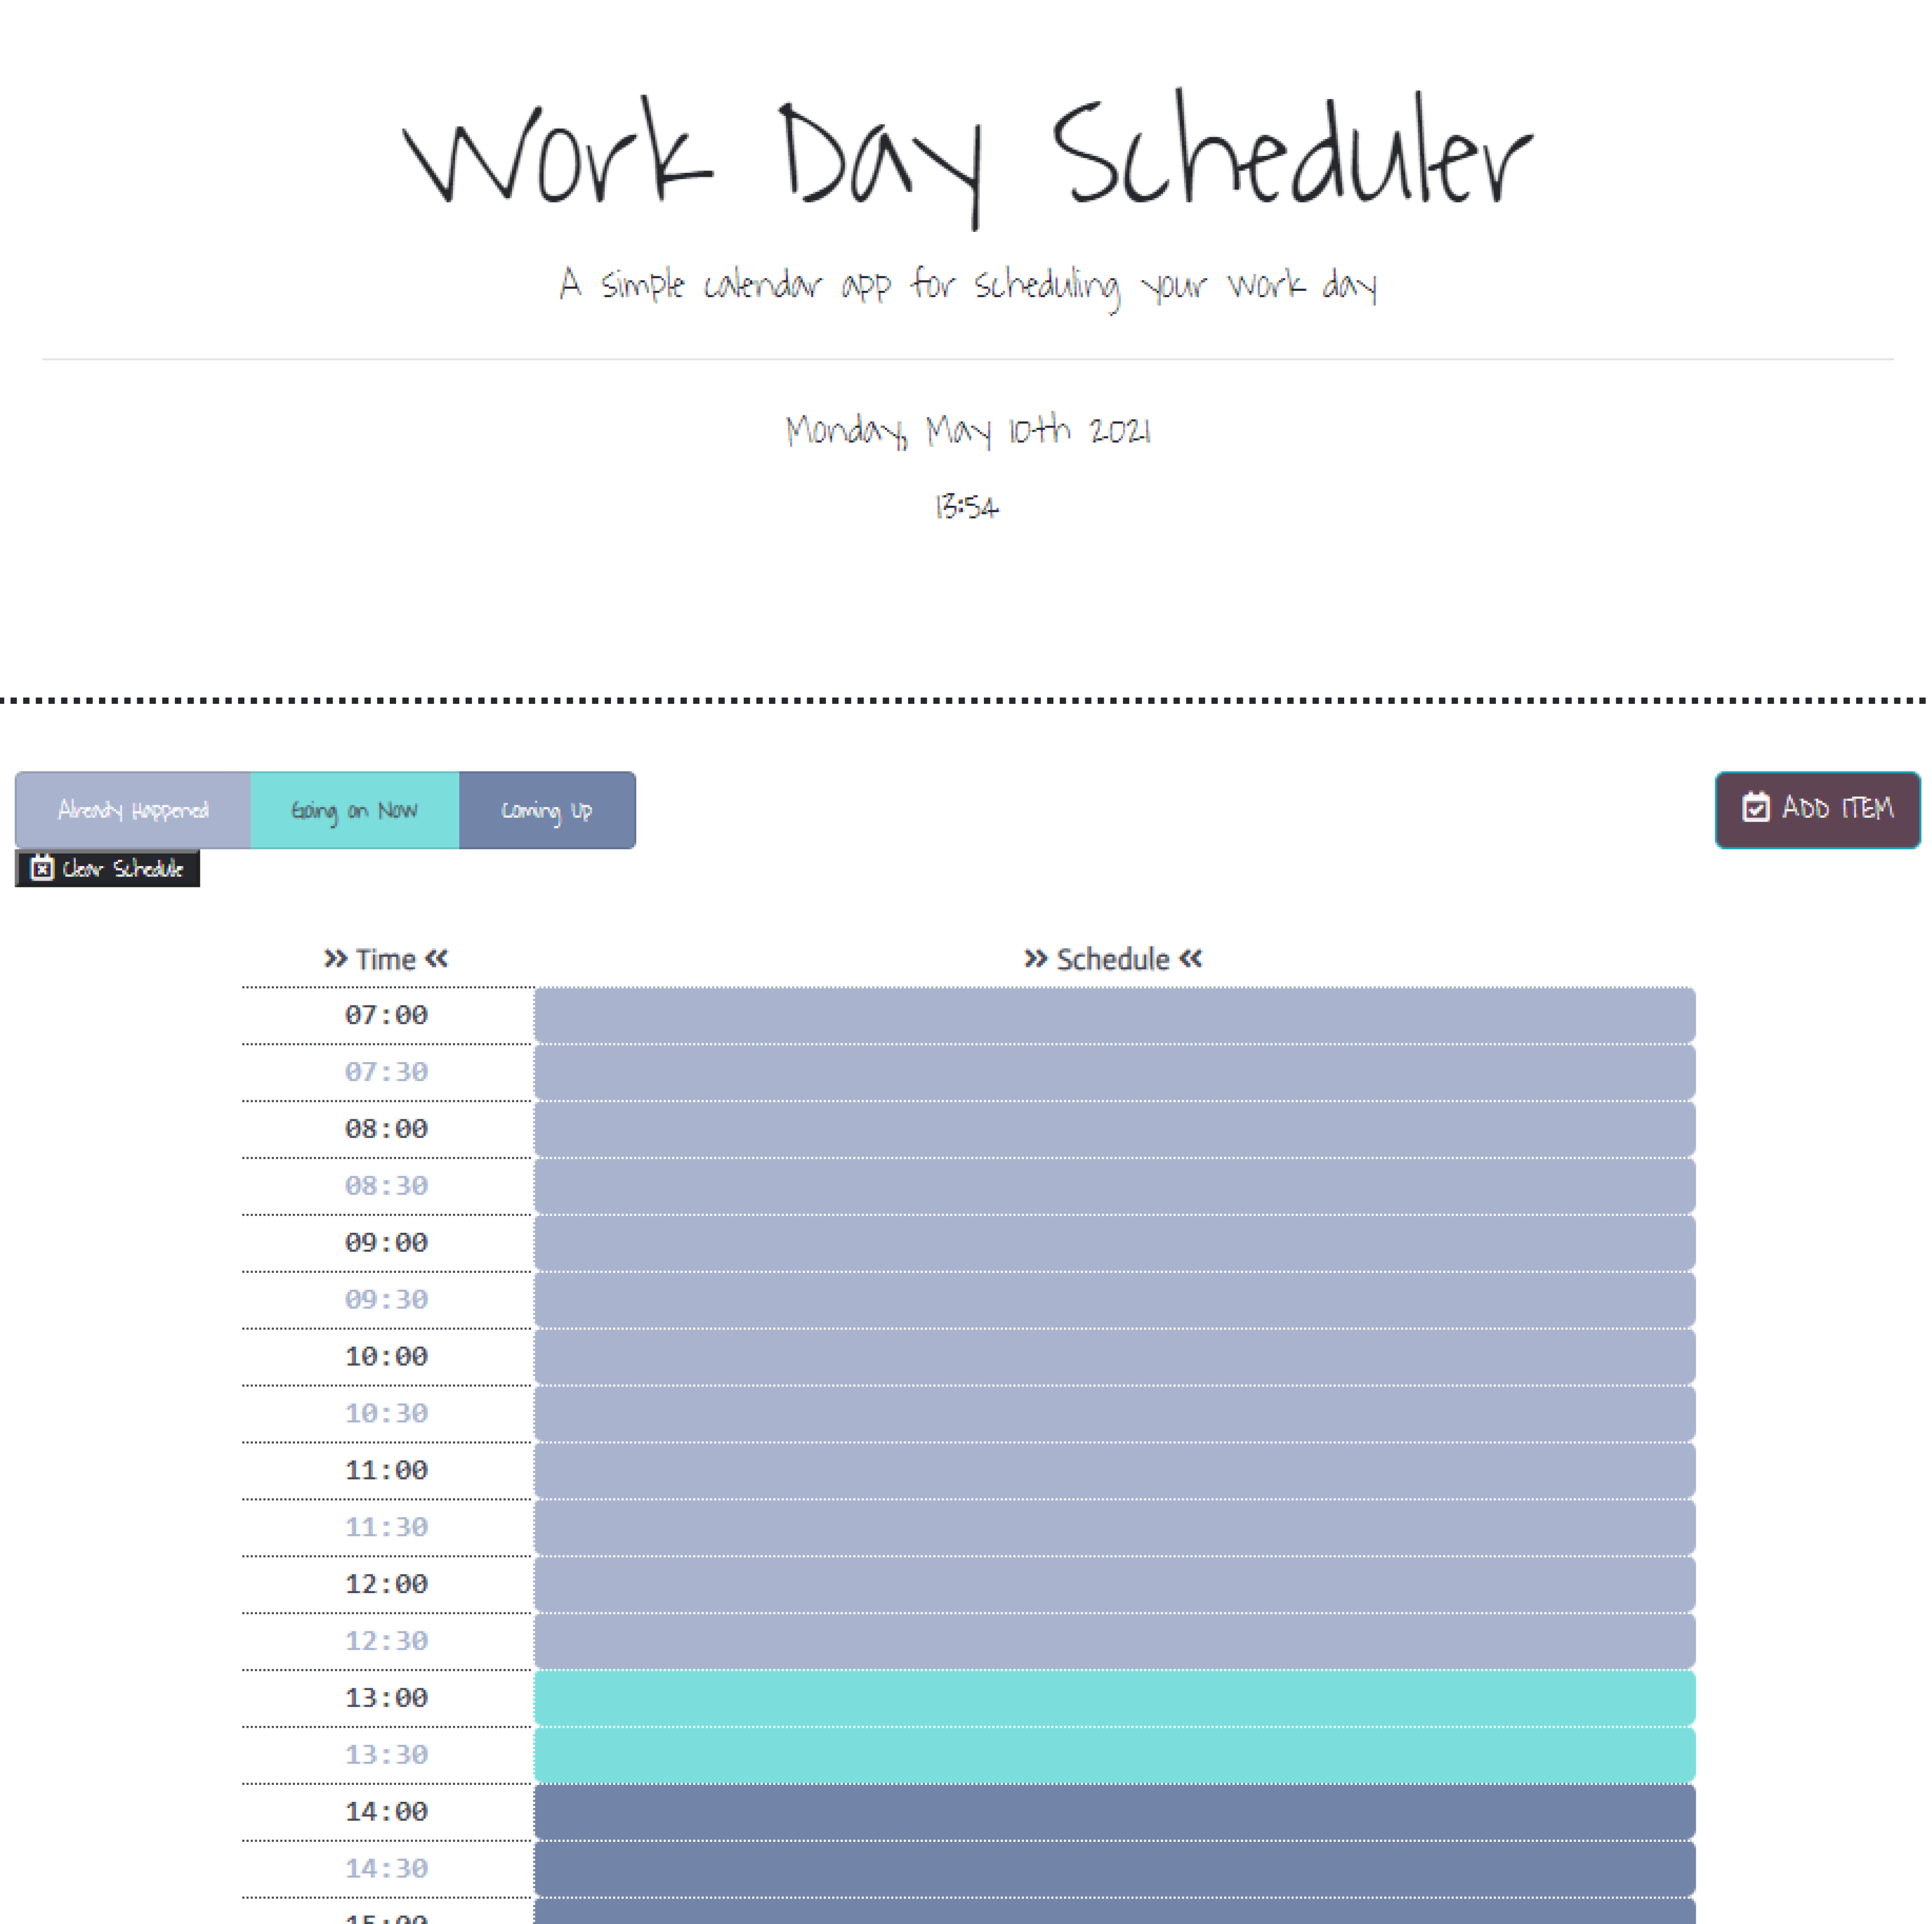 Work Day Scheduler
A simple calendar app for scheduling your work day
Monday, May 10th 2021
13:54
Already Happened Going on Now Coming Up
ADD ITEM
Clear Schedule
» Time « » Schedule «
07:00
07:30
08:00
08:30
09:00
09:30
10:00
10:30
11:00
11:30
12:00
12:30
13:00
13:30
14:00
14:30
15:00